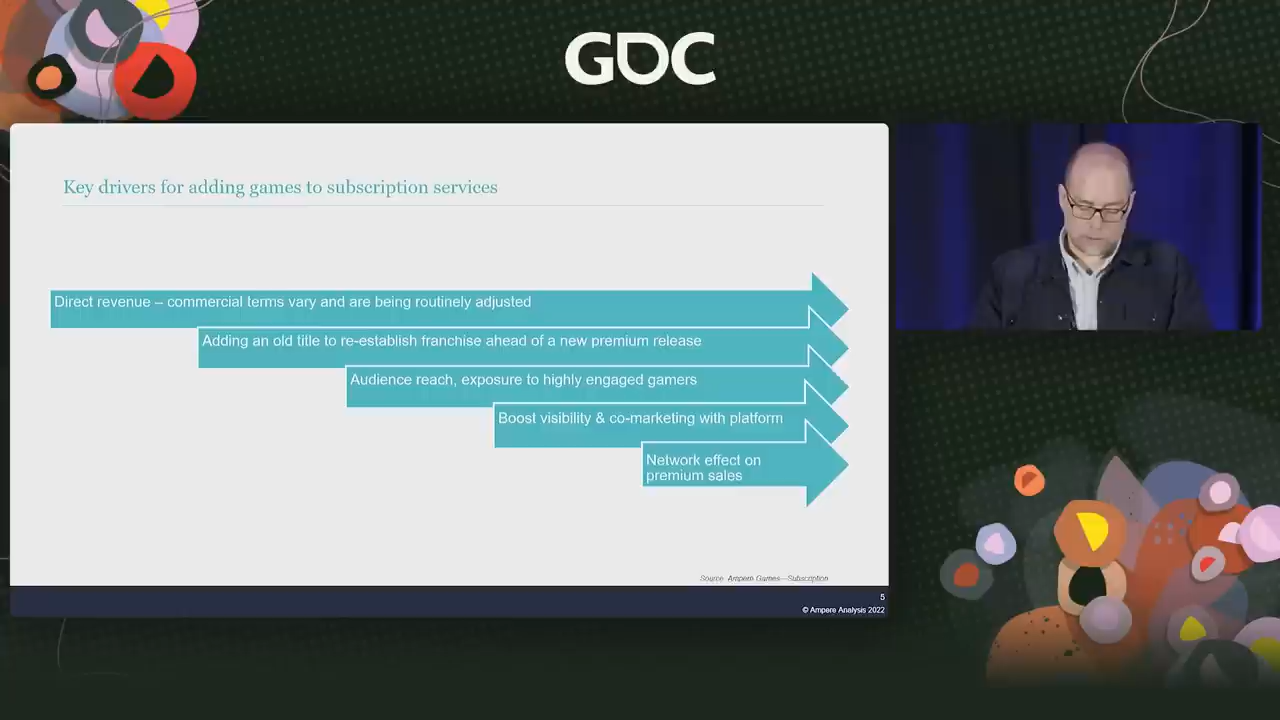 GDC
Key drivers for adding games to subscription services
Direct revenue – commercial terms vary and are being routinely adjusted
Adding an old title to re-establish franchise ahead of a new premium release
Audience reach, exposure to highly engaged gamers
Boost visibility & co-marketing with platform
Network effect on
premium sales
Source: Ampere Games—Subscription
5
© Ampere Analysis 2022